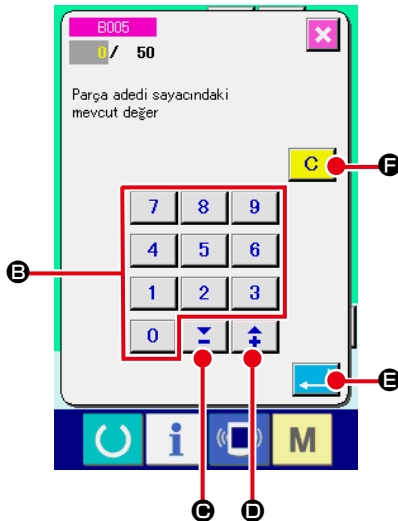 B005
0/ 50
Parça adedi sayacındaki
mevcut değer
C
F
7 8 9
4 5 6
B
1 2 3
0
E
i M
C D